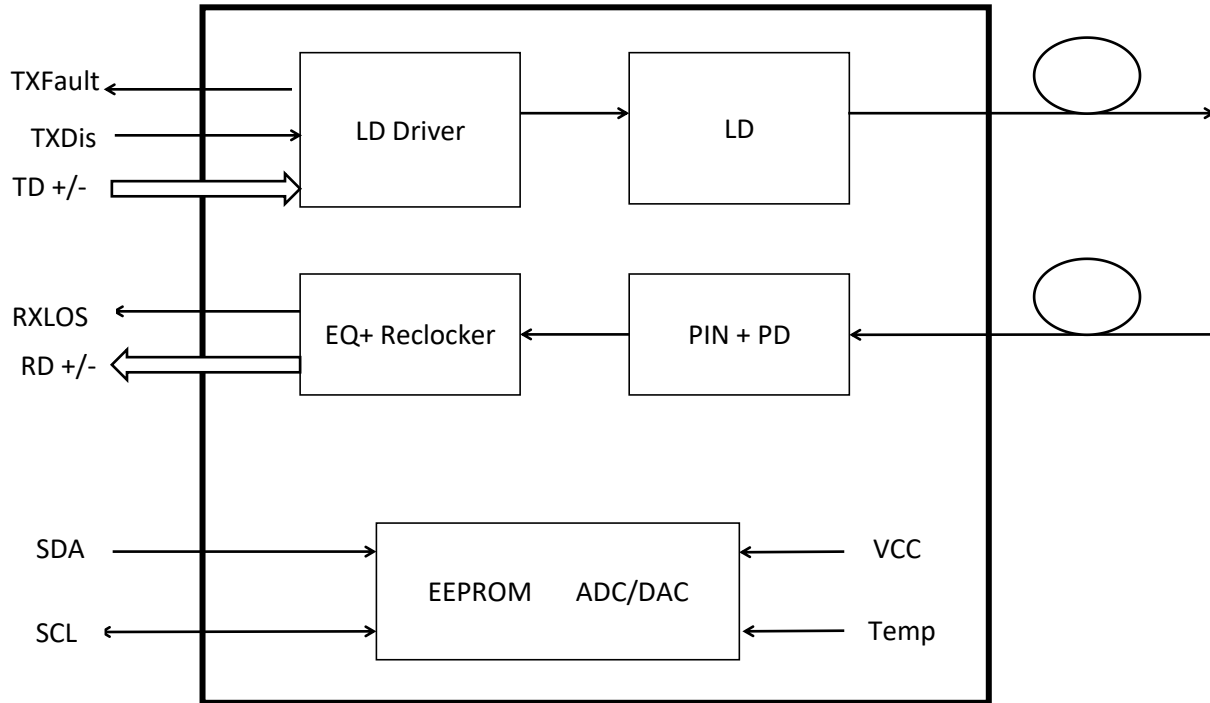 TXFault
TXDis
TD +/-
LD Driver
LD
RXLOS
RD +/-
EQ+ Reclocker
PIN + PD
SDA
SCL
EEPROM ADC/DAC
VCC
Temp